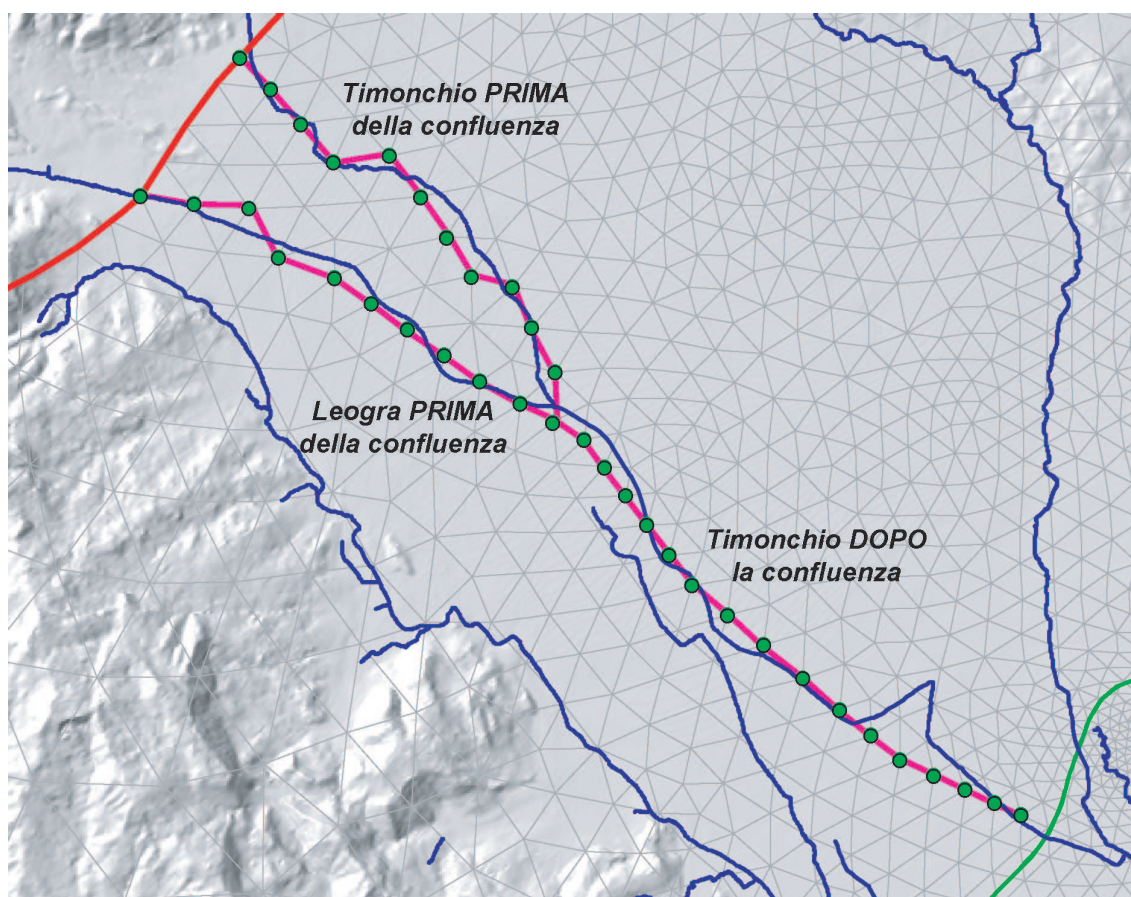 Timonchio PRIMA
della confluenza
Leogra PRIMA
della confluenza
Timonchio DOPO
la confluenza